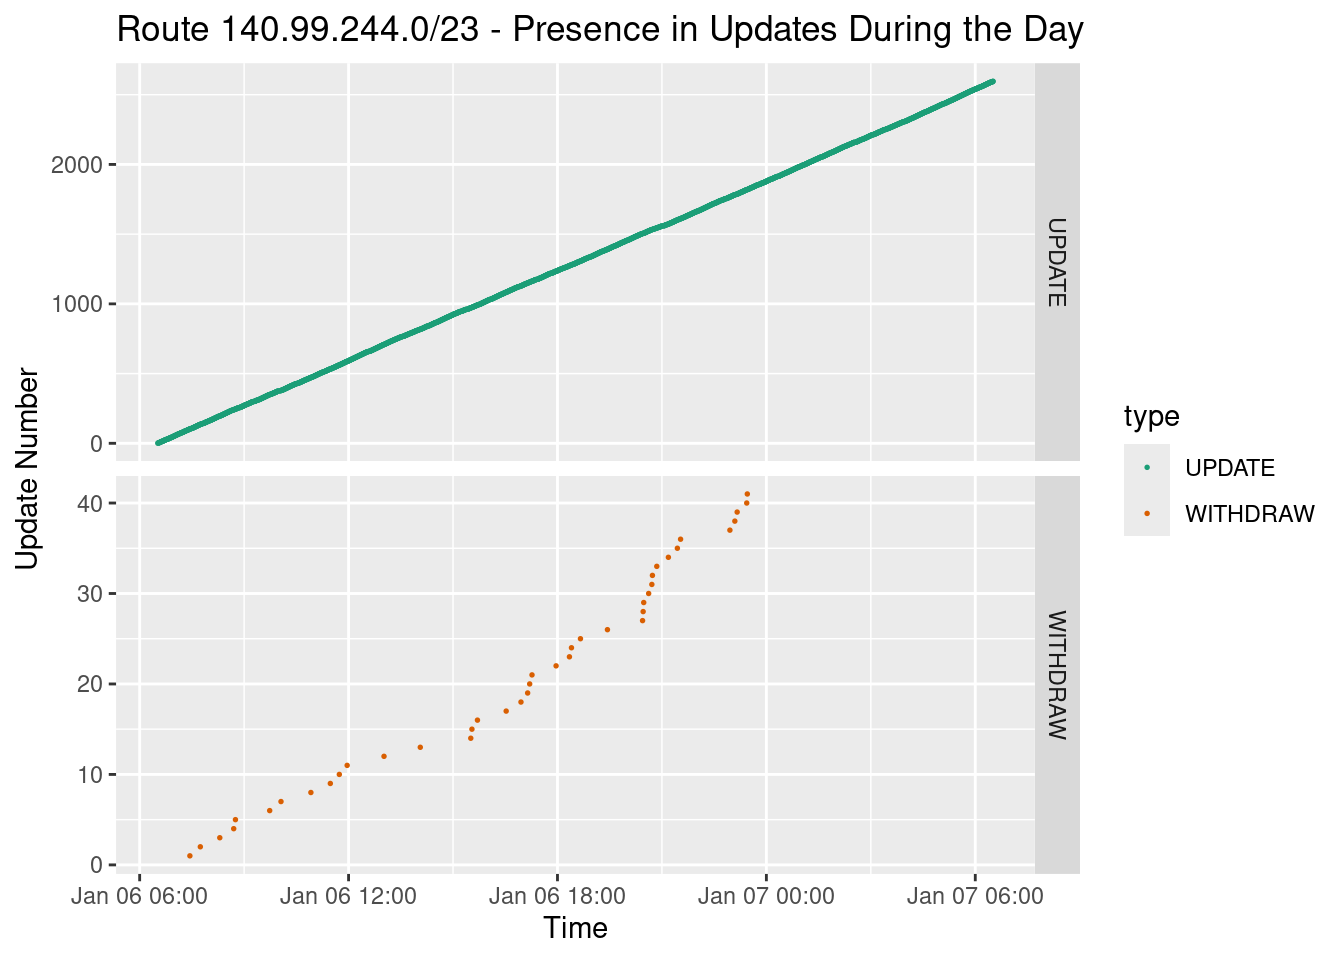 Route 140.99.244.0/23 - Presence in Updates During the Day
Update Number
2000
1000
0
UPDATE
40
30
20
10
0
WITHDRAW
Jan 06 06:00 Jan 06 12:00 Jan 06 18:00 Jan 07 00:00 Jan 07 06:00
Time
type
UPDATE
WITHDRAW